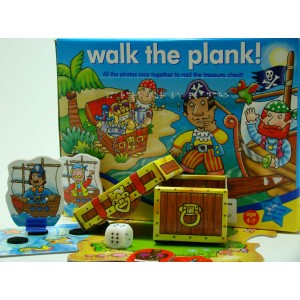 walk the plank!
All the pirates race together to raid the treasure chest!